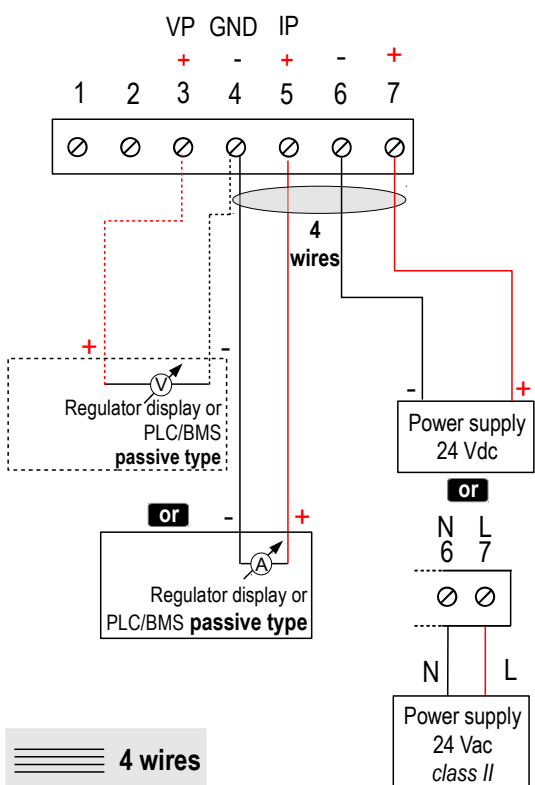 VP GND IP
+ - + - +
1 2 3 4 5 6 7
4
wires
+ -
V
Regulator display or
PLC/BMS
passive type
- +
Power supply
24 Vdc
or
or
- +
A
Regulator display or
PLC/BMS passive type
N L
6 7
N L
Power supply
24 Vac
class II
4 wires